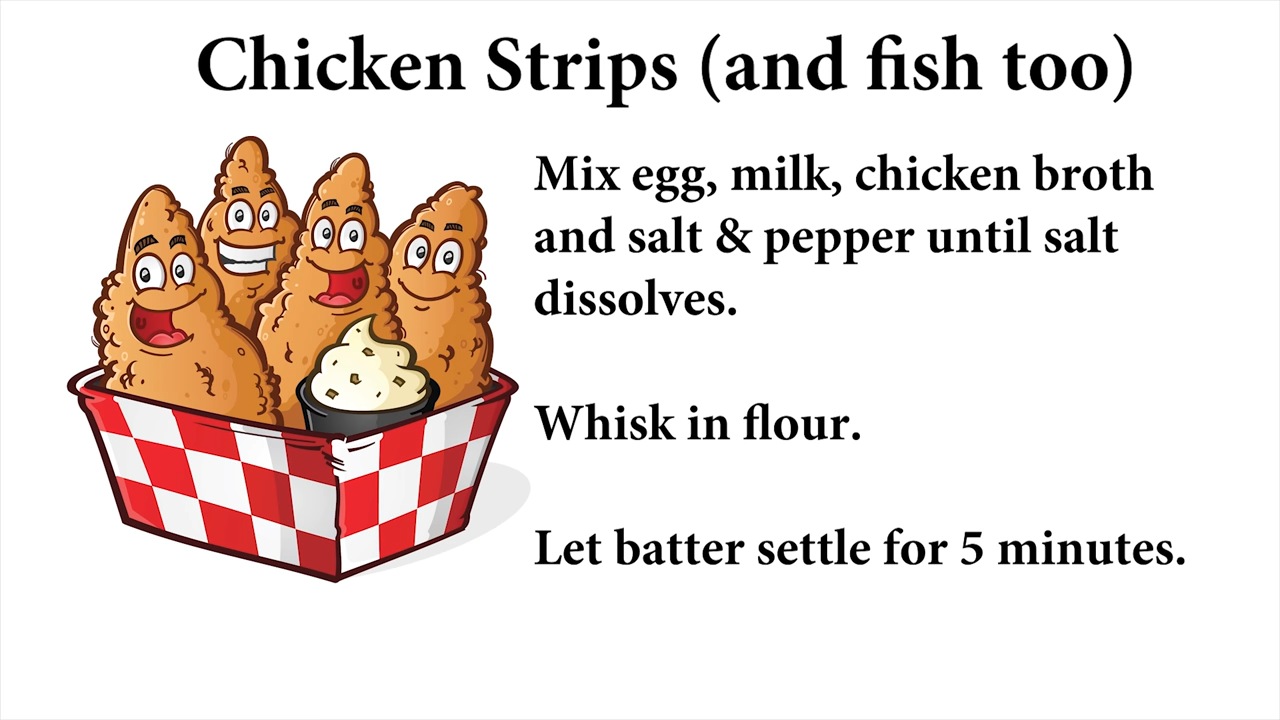 Chicken Strips (and fish too)
Mix egg, milk, chicken broth
and salt & pepper until salt
dissolves.
Whisk in flour.
Let batter settle for 5 minutes.